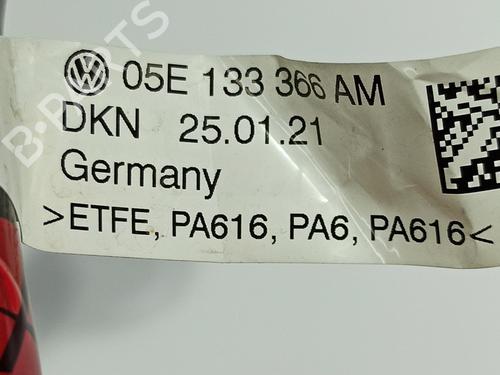 05E 133 366 AM
DKN 25.01.21
Germany
>ETFE, PA616, PA6, PA616<
B-PARTS